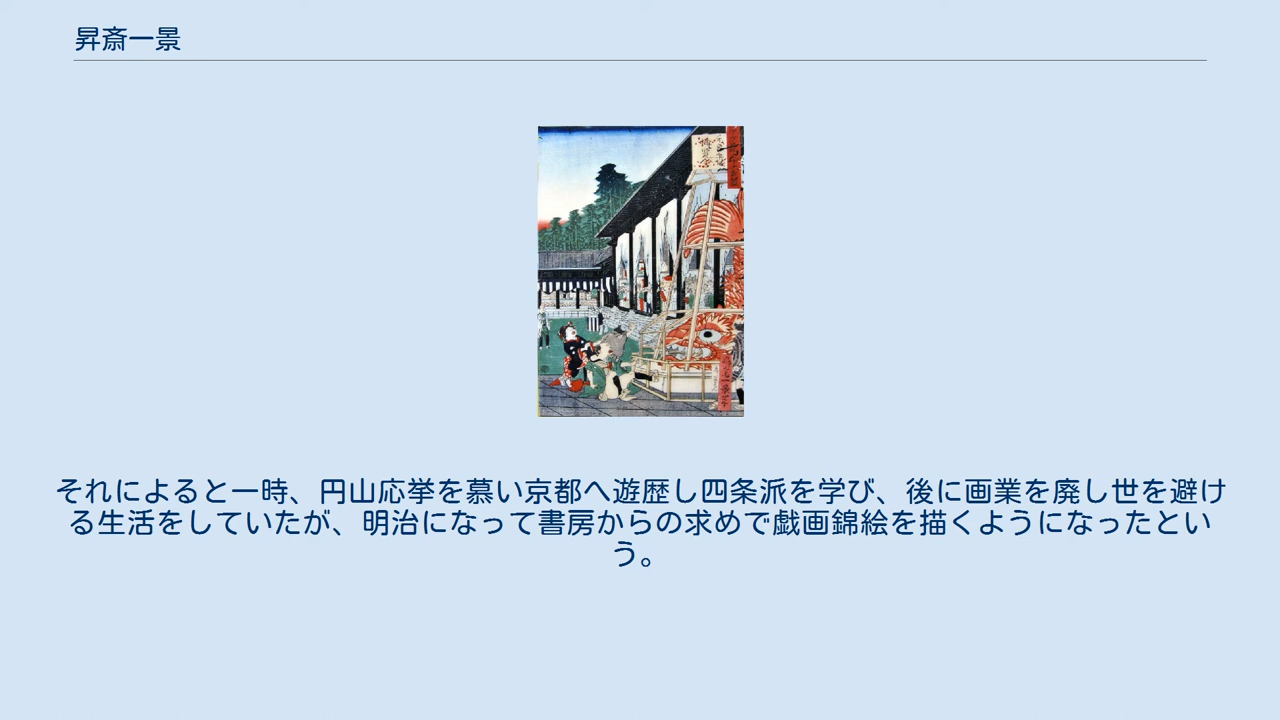 昇斎一景
それによると一時、円山応挙を慕い京都へ遊歴し四条派を学び、後に画業を廃し世を避け
る生活をしていたが、明治になって書房からの求めで戯画錦絵を描くようになったとい
う。